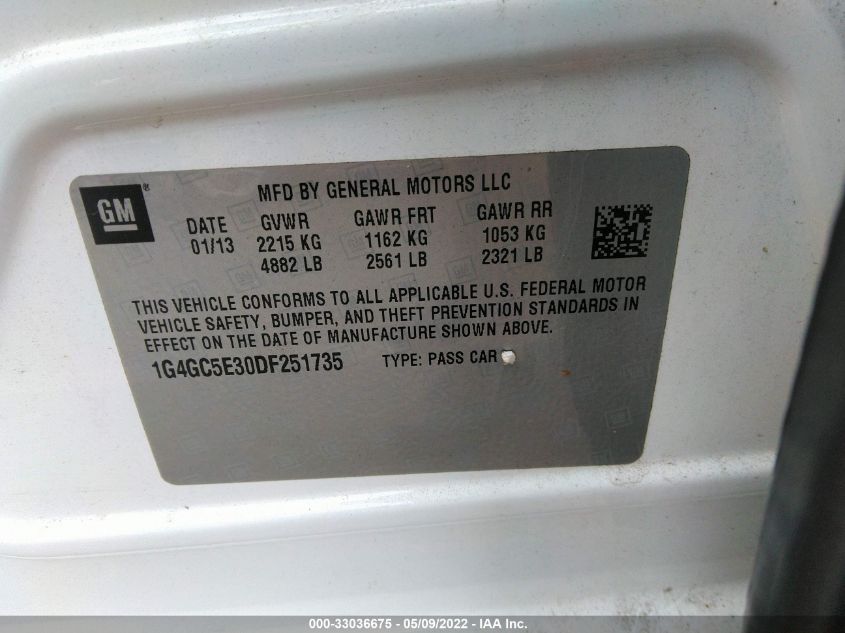 GM ®
MFD BY GENERAL MOTORS LLC
DATE GVWR GAWR FRT GAWR RR
01/13 2215 KG 1162 KG 1053 KG
4882 LB 2561 LB 2321 LB
THIS VEHICLE CONFORMS TO ALL APPLICABLE U.S. FEDERAL MOTOR
VEHICLE SAFETY, BUMPER, AND THEFT PREVENTION STANDARDS IN
EFFECT ON THE DATE OF MANUFACTURE SHOWN ABOVE.
1G4GC5E30DF251735 TYPE: PASS CAR
000-33036675 - 05/09/2022 - IAA Inc.